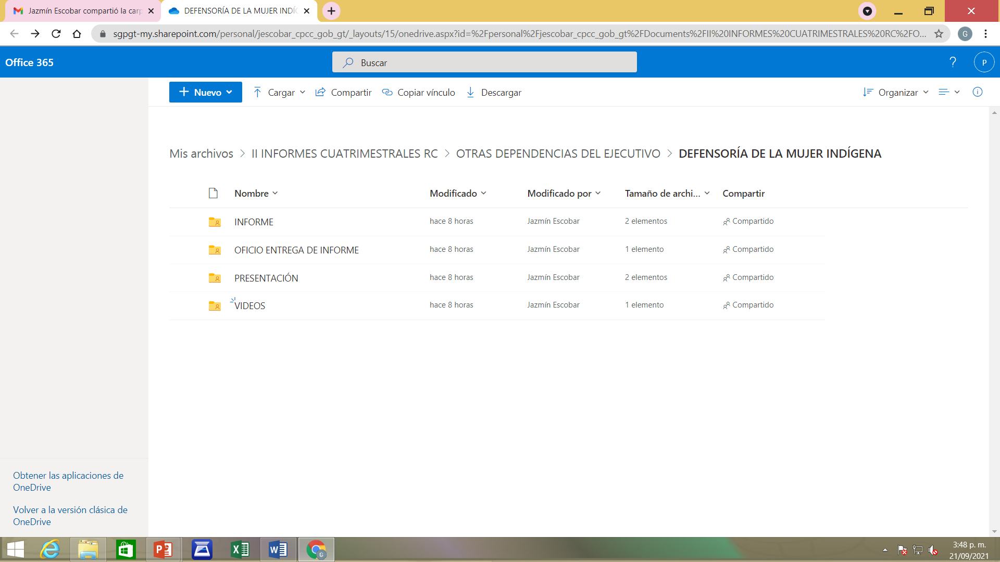 Jazmín Escobar compartió la carp
DEFENSORÍA DE LA MUJER INDÍG
sgpgt-my.sharepoint.com/personal/jescobar_cpcc_gob_gt/_layouts/15/onedrive.aspx?id=%2Fpersonal%2Fjescobar_cpcc_gob_gt%2FDocuments%2FII%20INFORMES%20CUATRIMESTRALES%20RC%2FO...
G
Office 365
Buscar
?
P
Nuevo
Cargar
Compartir
Copiar vínculo
Descargar
Organizar
Mis archivos > II INFORMES CUATRIMESTRALES RC > OTRAS DEPENDENCIAS DEL EJECUTIVO > DEFENSORÍA DE LA MUJER INDÍGENA
Nombre Modificado Modificado por Tamaño de archi... Compartir
INFORME hace 8 horas Jazmín Escobar 2 elementos Compartido
OFICIO ENTREGA DE INFORME hace 8 horas Jazmín Escobar 1 elemento Compartido
PRESENTACIÓN hace 8 horas Jazmín Escobar 2 elementos Compartido
VIDEOS hace 8 horas Jazmín Escobar 1 elemento Compartido
Obtener las aplicaciones de
OneDrive
Volver a la versión clásica de
OneDrive
3:48 p. m.
21/09/2021